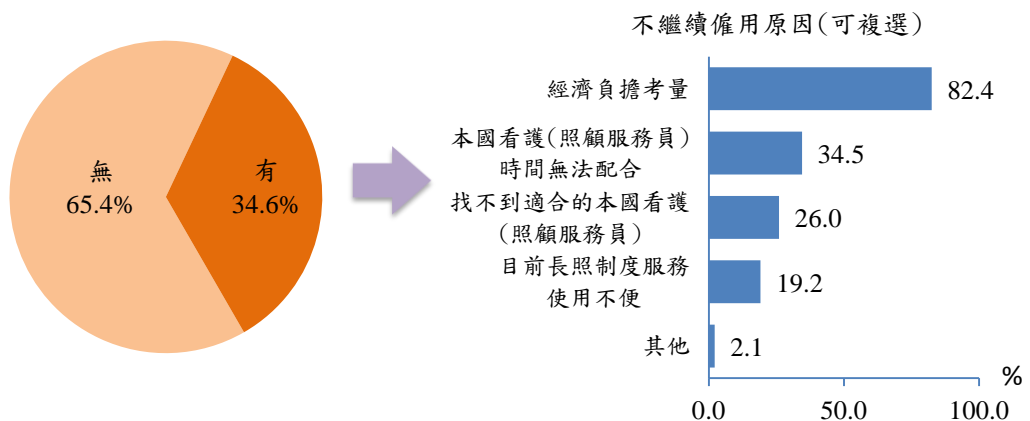 無
65.4%
有
34.6%
不繼續僱用原因(可複選)
經濟負擔考量
82.4
本國看護(照顧服務員)
時間無法配合
34.5
找不到適合的本國看護
(照顧服務員)
26.0
目前長照制度服務
使用不便
19.2
其他
2.1
%
0.0
50.0
100.0